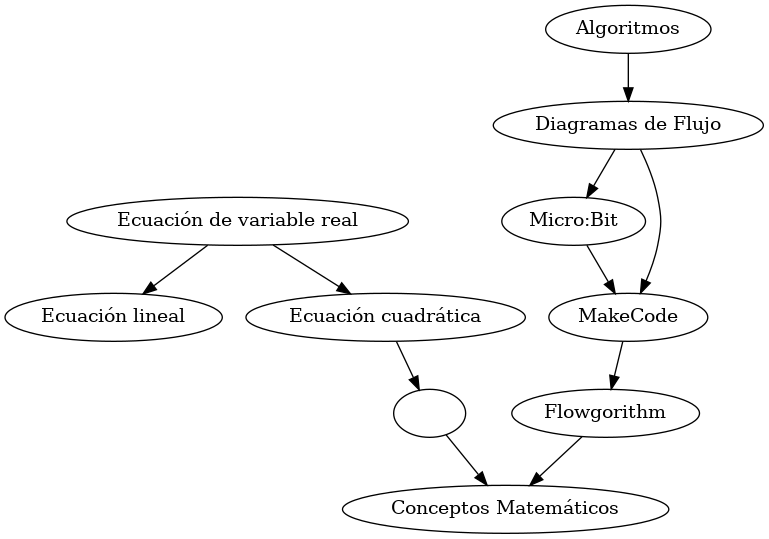 Algoritmos
Diagramas de Flujo
Ecuación de variable real
Micro:Bit
Ecuación lineal
Ecuación cuadrática
MakeCode
Flowgorithm
Conceptos Matemáticos